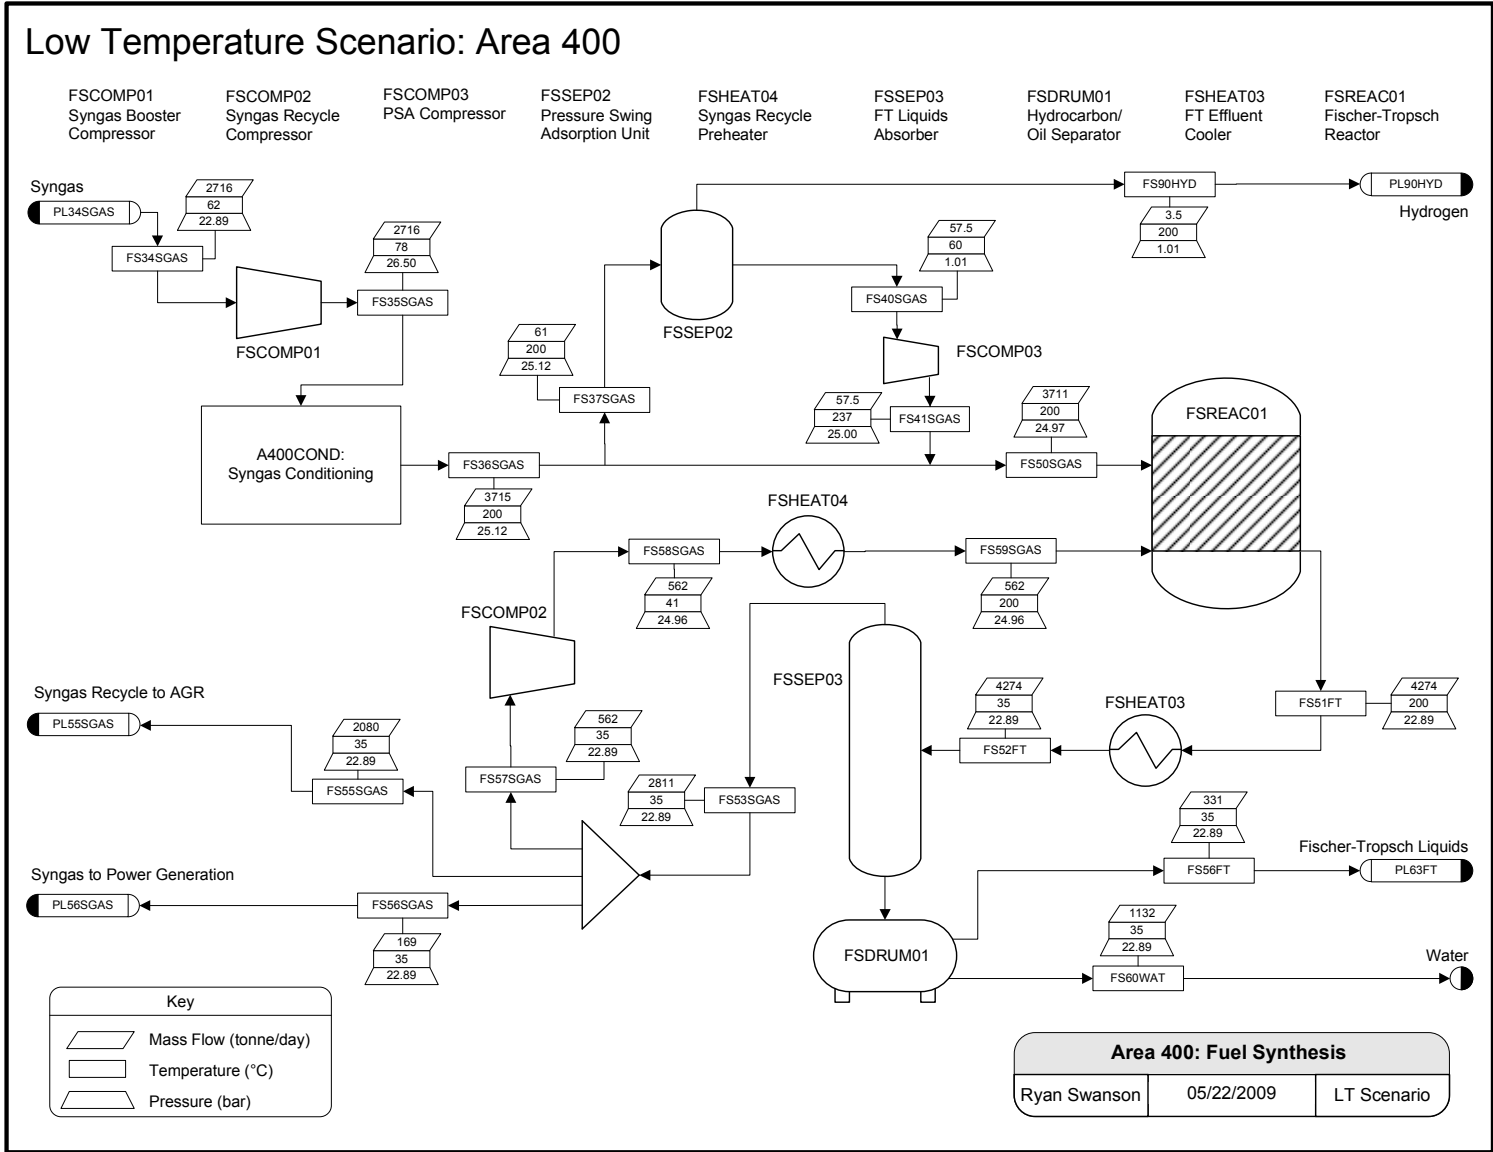 Low Temperature Scenario: Area 400
FSCOMP01
Syngas Booster
Compressor
FSCOMP02
Syngas Recycle
Compressor
FSCOMP03
PSA Compressor
FSSEP02
Pressure Swing
Adsorption Unit
FSHEAT04
Syngas Recycle
Preheater
FSSEP03
FT Liquids
Absorber
FSDRUM01
Hydrocarbon/
Oil Separator
FSHEAT03
FT Effluent
Cooler
FSREAC01
Fischer-Tropsch
Reactor
Syngas
PL34SGAS
2716
62
22.89
FS34SGAS
FSCOMP01
2716
78
26.50
FS35SGAS
FSSEP02
FS90HYD
3.5
200
1.01
PL90HYD
Hydrogen
57.5
60
1.01
FS40SGAS
FSCOMP03
61
200
25.12
FS37SGAS
57.5
237
25.00
FS41SGAS
3711
200
24.97
FS50SGAS
FSREAC01
A400COND:
Syngas Conditioning
FS36SGAS
3715
200
25.12
FSHEAT04
FS58SGAS
562
41
24.96
FS59SGAS
562
200
24.96
FSCOMP02
FSSEP03
4274
35
22.89
FS52FT
FSHEAT03
FS51FT
4274
200
22.89
Syngas Recycle to AGR
PL55SGAS
2080
35
22.89
FS55SGAS
562
35
22.89
FS57SGAS
2811
35
22.89
FS53SGAS
331
35
22.89
FS56FT
Fischer-Tropsch Liquids
PL63FT
Syngas to Power Generation
PL56SGAS
FS56SGAS
169
35
22.89
FSDRUM01
1132
35
22.89
FS60WAT
Water
Key
Mass Flow (tonne/day)
Temperature (°C)
Pressure (bar)
Area 400: Fuel Synthesis
Ryan Swanson
05/22/2009
LT Scenario